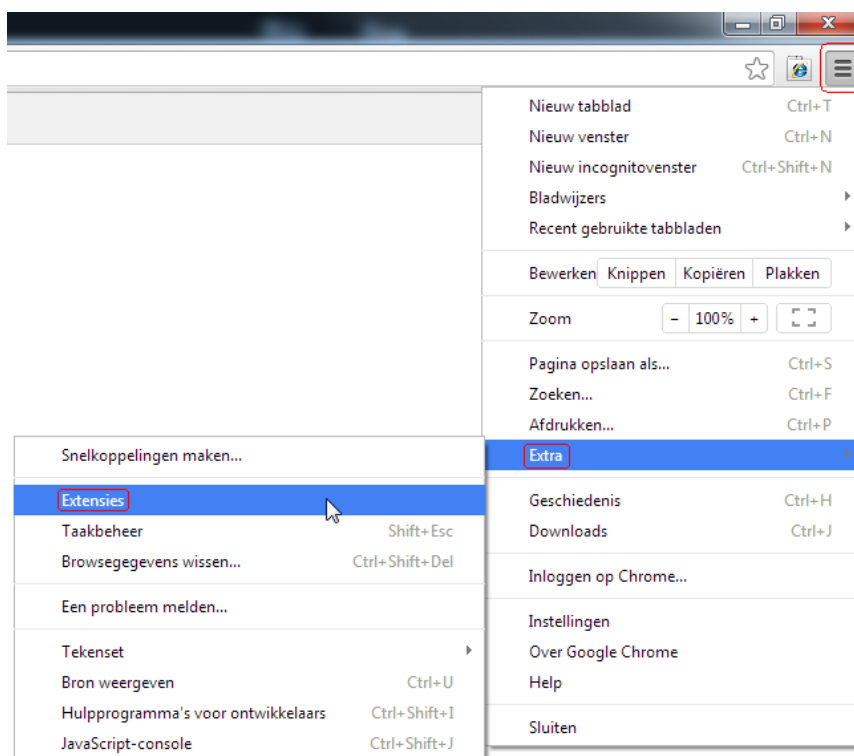 Nieuw tabblad Ctrl+T
Nieuw venster Ctrl+N
Nieuw incognitovenster Ctrl+Shift+N
Bladwijzers
Recent gebruikte tabbladen
Bewerken Knippen Kopiëren Plakken
Zoom - 100% +
Pagina opslaan als... Ctrl+S
Zoeken... Ctrl+F
Afdrukken... Ctrl+P
Extra
Geschiedenis Ctrl+H
Downloads Ctrl+J
Inloggen op Chrome...
Instellingen
Over Google Chrome
Help
Sluiten
Snelkoppelingen maken...
Extensies
Taakbeheer Shift+Esc
Browsegegevens wissen... Ctrl+Shift+Del
Een probleem melden...
Tekenset
Bron weergeven Ctrl+U
Hulpprogramma's voor ontwikkelaars Ctrl+Shift+I
JavaScript-console Ctrl+Shift+J